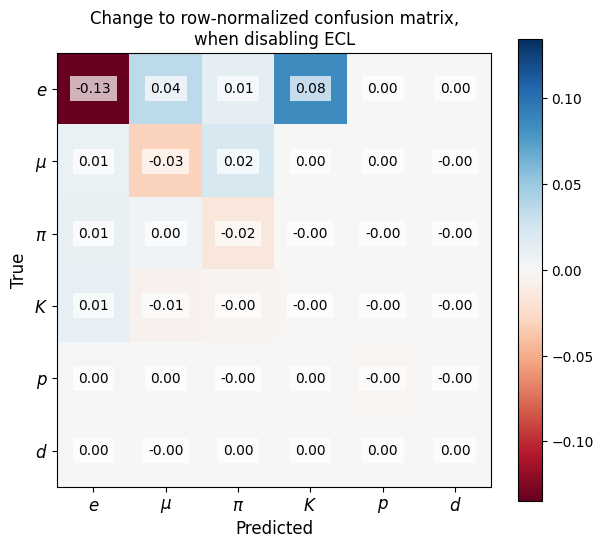 Change to row-normalized confusion matrix,
when disabling ECL
e -0.13 0.04 0.01 0.08 0.00 0.00
μ 0.01 -0.03 0.02 0.00 0.00 -0.00
π 0.01 0.00 -0.02 -0.00 -0.00 -0.00
K 0.01 -0.01 -0.00 -0.00 -0.00 -0.00
p 0.00 0.00 -0.00 0.00 -0.00 -0.00
d 0.00 -0.00 0.00 0.00 0.00 0.00
e μ π K p d
Predicted
True
0.10
0.05
0.00
−0.05
−0.10